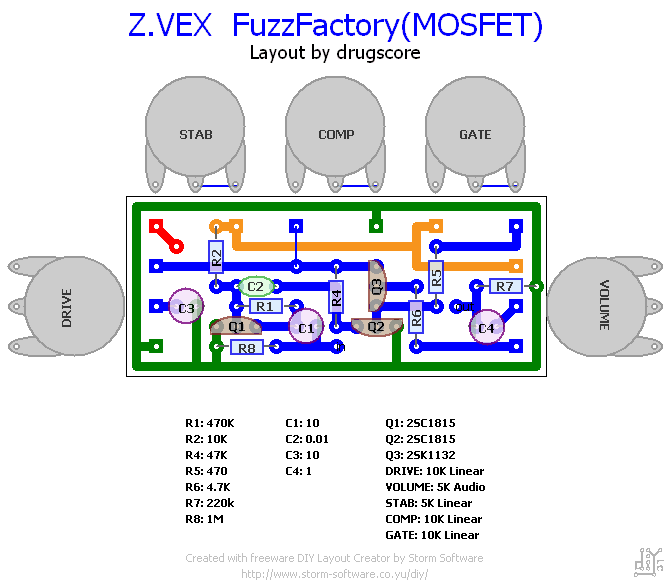 Z.VEX FuzzFactory(MOSFET)
Layout by drugscore
STAB COMP GATE
R2
C2
Q3
R5
R7
DRIVE
C3
R1
R4
VOLUME
Q1
C1
Q2
R6
C4
R8
R1: 470K C1: 10 Q1: 2SC1815
R2: 10K C2: 0.01 Q2: 2SC1815
R4: 47K C3: 10 Q3: 2SK1132
R5: 470 C4: 1 DRIVE: 10K Linear
R6: 4.7K VOLUME: 5K Audio
R7: 220k STAB: 5K Linear
R8: 1M COMP: 10K Linear
GATE: 10K Linear
Created with freeware DIY Layout Creator by Storm Software
http://www.storm-software.co.yu/diy/